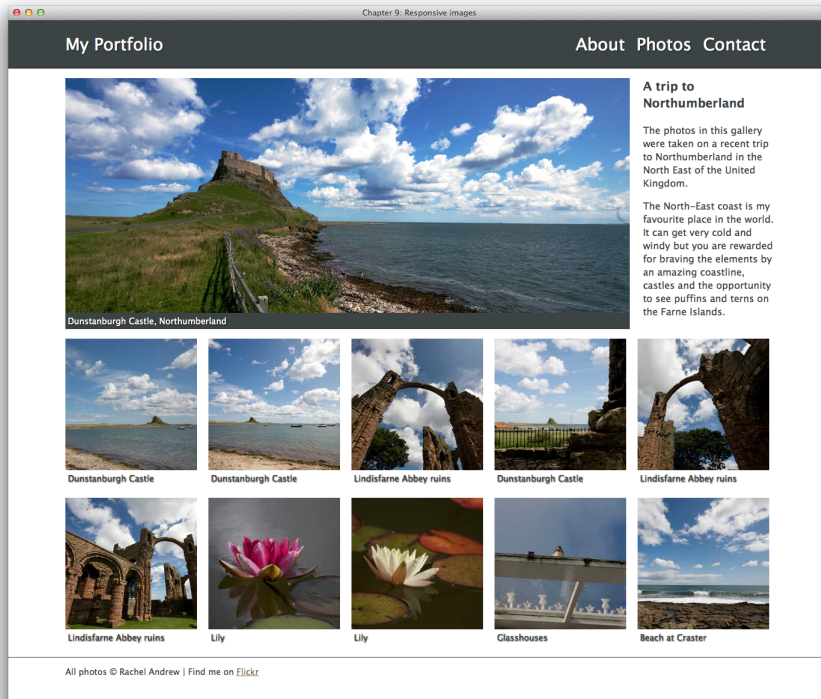 Chapter 9: Responsive images
My Portfolio
About Photos Contact
Dunstanburgh Castle, Northumberland
A trip to
Northumberland
The photos in this gallery
were taken on a recent trip
to Northumberland in the
North East of the United
Kingdom.
The North-East coast is my
favourite place in the world.
It can get very cold and
windy but you are rewarded
for braving the elements by
an amazing coastline,
castles and the opportunity
to see puffins and terns on
the Farne Islands.
Dunstanburgh Castle
Dunstanburgh Castle
Lindisfarne Abbey ruins
Dunstanburgh Castle
Lindisfarne Abbey ruins
Lindisfarne Abbey ruins
Lily
Lily
Glasshouses
Beach at Craster
All photos © Rachel Andrew | Find me on Flickr